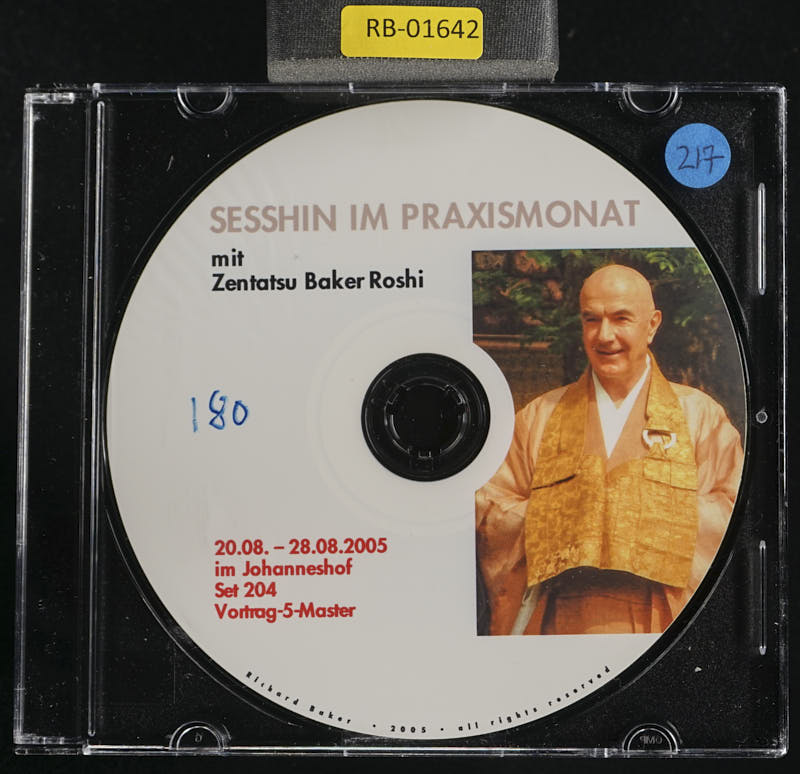 RB-01642
217
SESSHIN IM PRAXISMONAT
mit
Zentatsu Baker Roshi
180
20.08. – 28.08.2005
im Johanneshof
Set 204
Vortrag-5-Master
Richard Baker • 2005 • all rights reserved